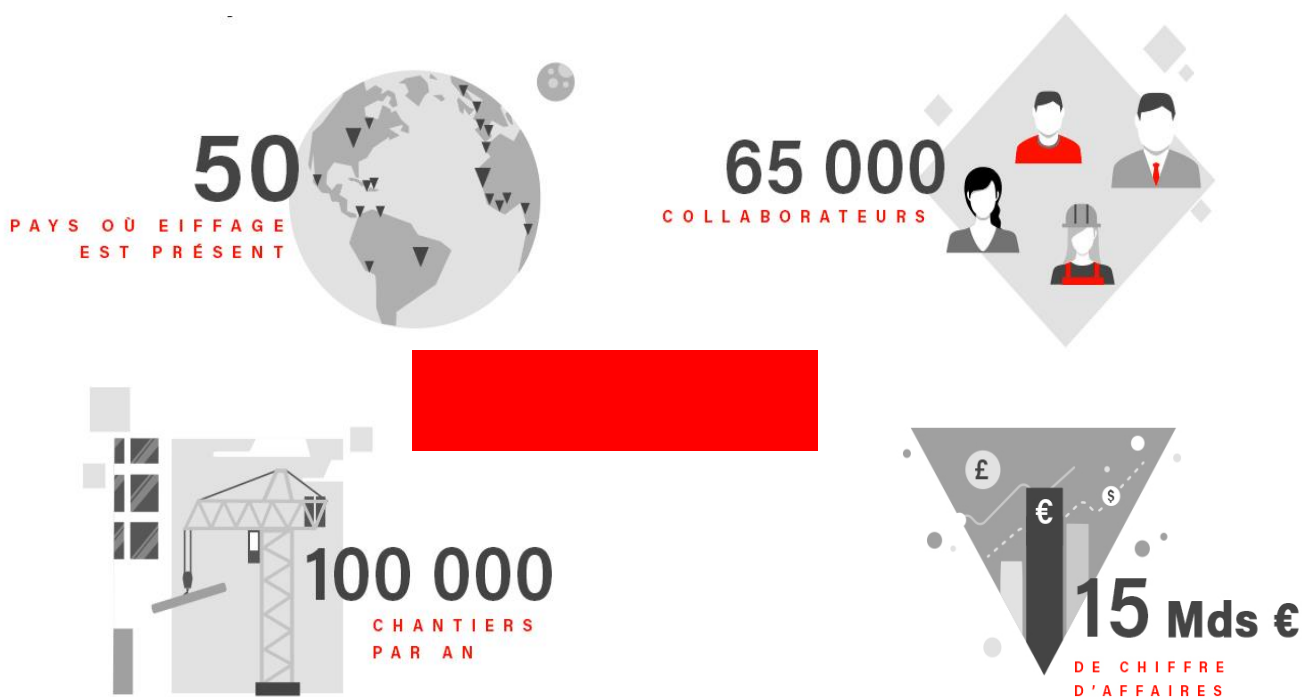 50
PAYS OÙ EIFFAGE
EST PRÉSENT
65 000
COLLABORATEURS
100 000
CHANTIERS
PAR AN
£
€
$
15 Mds €
DE CHIFFRE
D'AFFAIRES